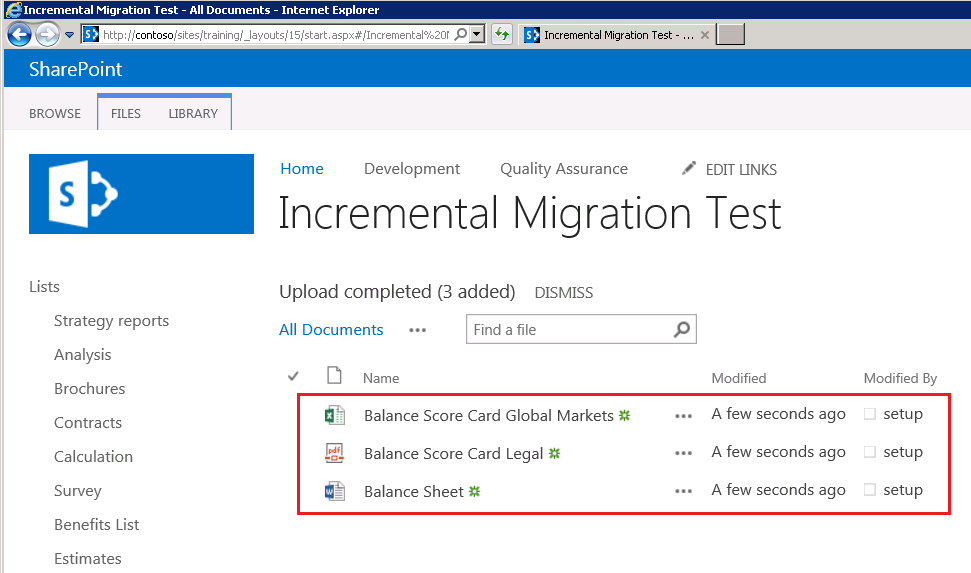 Incremental Migration Test - All Documents - Internet Explorer
http://contoso/sites/training/_layouts/15/start.aspx#/Incremental%20
Incremental Migration Test - ...
SharePoint
BROWSE FILES LIBRARY
S
Home Development Quality Assurance EDIT LINKS
Incremental Migration Test
Lists
Strategy reports
Analysis
Brochures
Contracts
Calculation
Survey
Benefits List
Estimates
Upload completed (3 added) DISMISS
All Documents ... Find a file
Name Modified Modified By
Balance Score Card Global Markets ... A few seconds ago setup
pdf Balance Score Card Legal ... A few seconds ago setup
Balance Sheet ... A few seconds ago setup